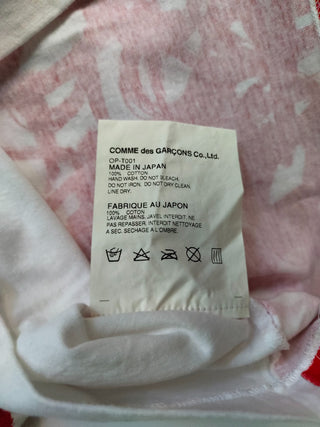 COMME des GARÇONS Co., Ltd.
OP-T001
MADE IN JAPAN
100% COTTON
HAND WASH. DO NOT BLEACH.
DO NOT IRON. DO NOT DRY CLEAN.
LINE DRY.
FABRIQUE AU JAPON
100% COTON
LAVAGE MAINS, JAVEL INTERDIT, NE
PAS REPASSER, INTERDIT NETTOYAGE
A SEC, SECHAGE A L'OMBRE.